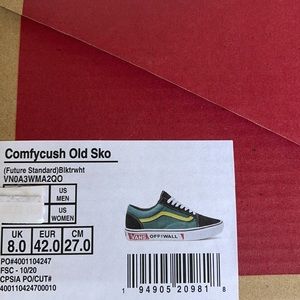 Comfycush Old Sko
(Future Standard)Blktrwht
VN0A3WMA2QO
US
MEN
US
WOMEN
UK EUR CM
8.0 42.0 27.0
VANS OFF THE WALL
PO#4001104247
FSC - 10/20
CPSIA PO/CUT#
400110424700010
1 94905 20981 8